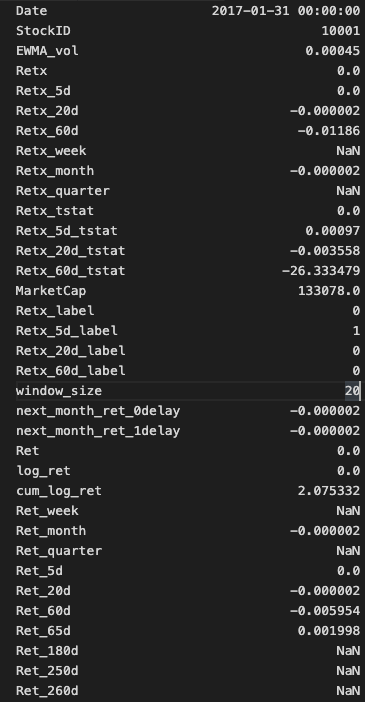 Date 2017-01-31 00:00:00
StockID 10001
EWMA_vol 0.00045
Retx 0.0
Retx_5d 0.0
Retx_20d -0.000002
Retx_60d -0.01186
Retx_week NaN
Retx_month -0.000002
Retx_quarter NaN
Retx_tstat 0.0
Retx_5d_tstat 0.00097
Retx_20d_tstat -0.003558
Retx_60d_tstat -26.333479
MarketCap 133078.0
Retx_label 0
Retx_5d_label 1
Retx_20d_label 0
Retx_60d_label 0
window_size 20
next_month_ret_0delay -0.000002
next_month_ret_1delay -0.000002
Ret 0.0
log_ret 0.0
cum_log_ret 2.075332
Ret_week NaN
Ret_month -0.000002
Ret_quarter NaN
Ret_5d 0.0
Ret_20d -0.000002
Ret_60d -0.005954
Ret_65d 0.001998
Ret_180d NaN
Ret_250d NaN
Ret_260d NaN